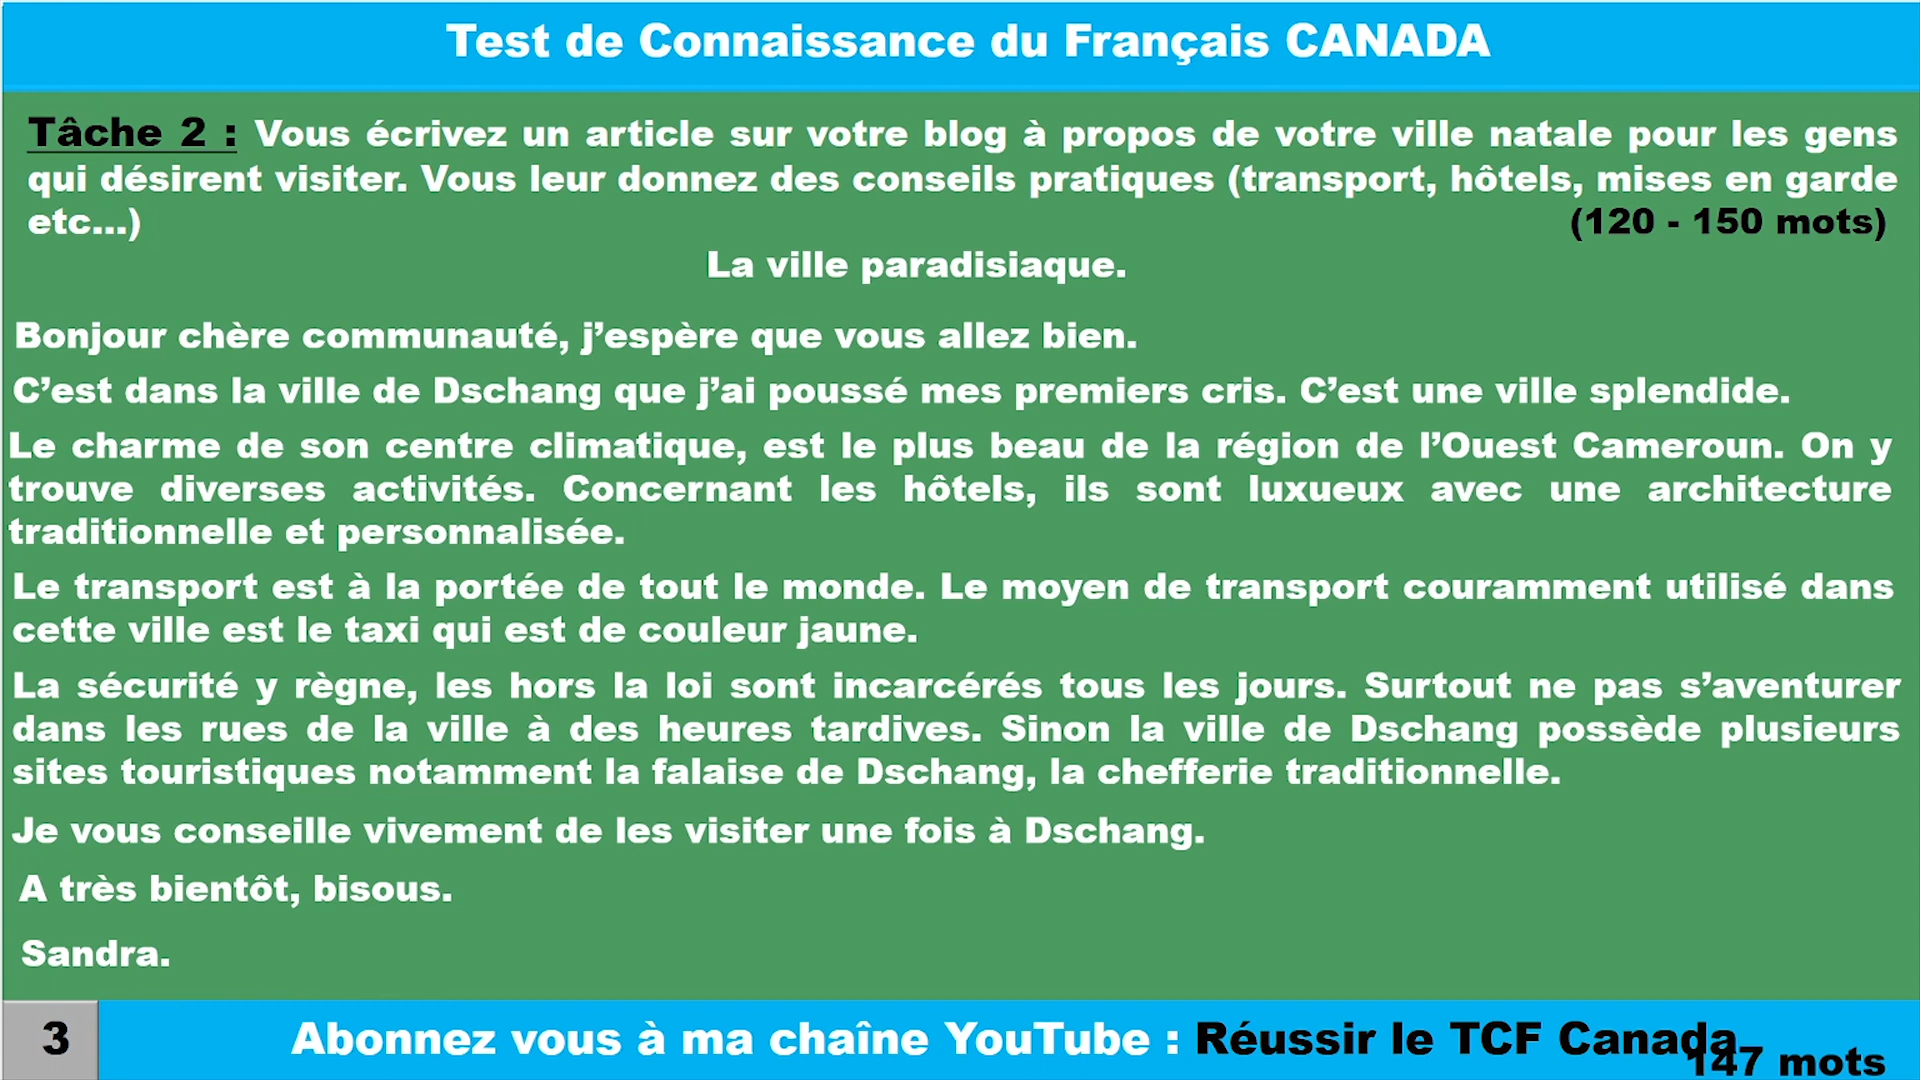 Test de Connaissance du Français CANADA
Tâche 2 : Vous écrivez un article sur votre blog à propos de votre ville natale pour les gens
qui désirent visiter. Vous leur donnez des conseils pratiques (transport, hôtels, mises en garde
etc...) (120 - 150 mots)
La ville paradisiaque.
Bonjour chère communauté, j’espère que vous allez bien.
C’est dans la ville de Dschang que j’ai poussé mes premiers cris. C’est une ville splendide.
Le charme de son centre climatique, est le plus beau de la région de l’Ouest Cameroun. On y
trouve diverses activités. Concernant les hôtels, ils sont luxueux avec une architecture
traditionnelle et personnalisée.
Le transport est à la portée de tout le monde. Le moyen de transport couramment utilisé dans
cette ville est le taxi qui est de couleur jaune.
La sécurité y règne, les hors la loi sont incarcérés tous les jours. Surtout ne pas s’aventurer
dans les rues de la ville à des heures tardives. Sinon la ville de Dschang possède plusieurs
sites touristiques notamment la falaise de Dschang, la chefferie traditionnelle.
Je vous conseille vivement de les visiter une fois à Dschang.
A très bientôt, bisous.
Sandra.
3
Abonnez vous à ma chaîne YouTube : Réussir le TCF Canada
147 mots